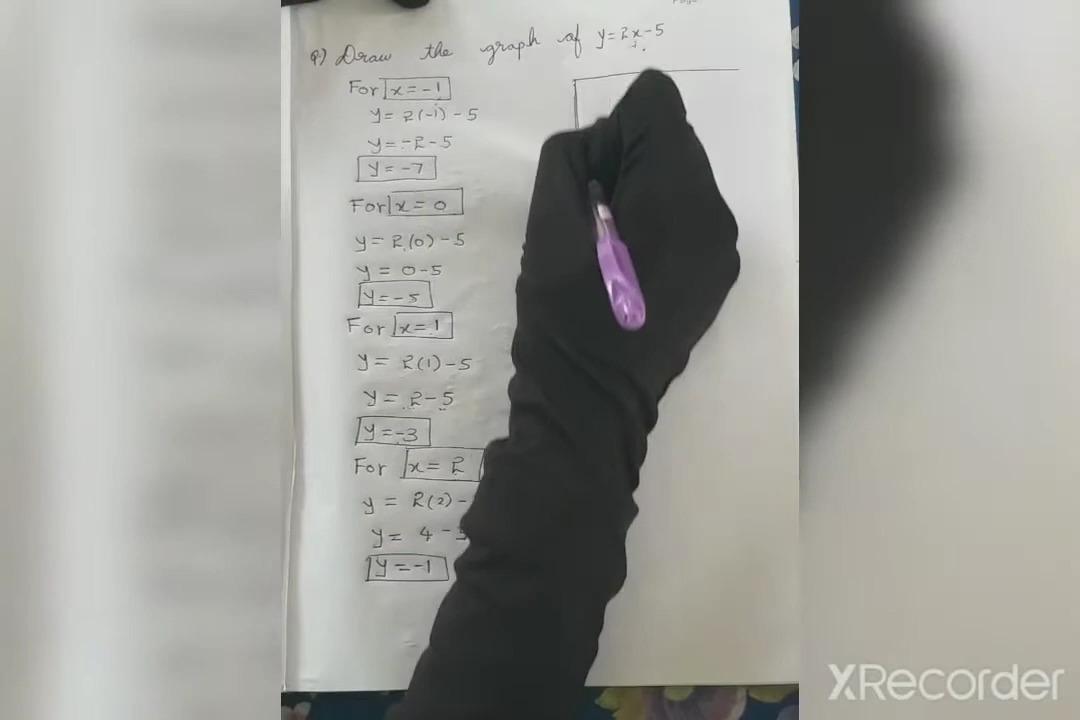 Q) Draw the graph of y=2x-5
For x=-1
y= 2(-1)-5
y=-2-5
y=-7
For x=0
y=2(0)-5
y= 0-5
y=-5
For x=1
y= 2(1)-5
y= 2-5
y=-3
For x=2
y= 2(2)-
y= 4-5
y=-1
XRecorder